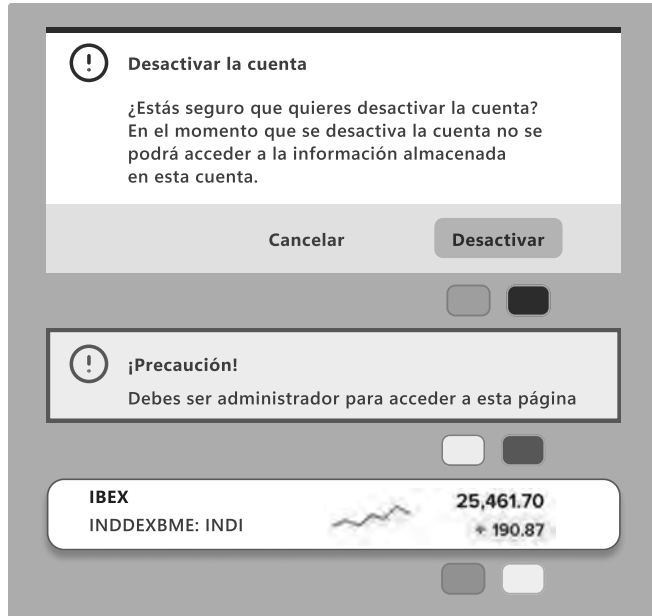 Desactivar la cuenta
¿Estás seguro que quieres desactivar la cuenta?
En el momento que se desactiva la cuenta no se
podrá acceder a la información almacenada
en esta cuenta.
Cancelar
Desactivar
¡Precaución!
Debes ser administrador para acceder a esta página
IBEX
25,461.70
INDDEXBME: INDI
+ 190.87